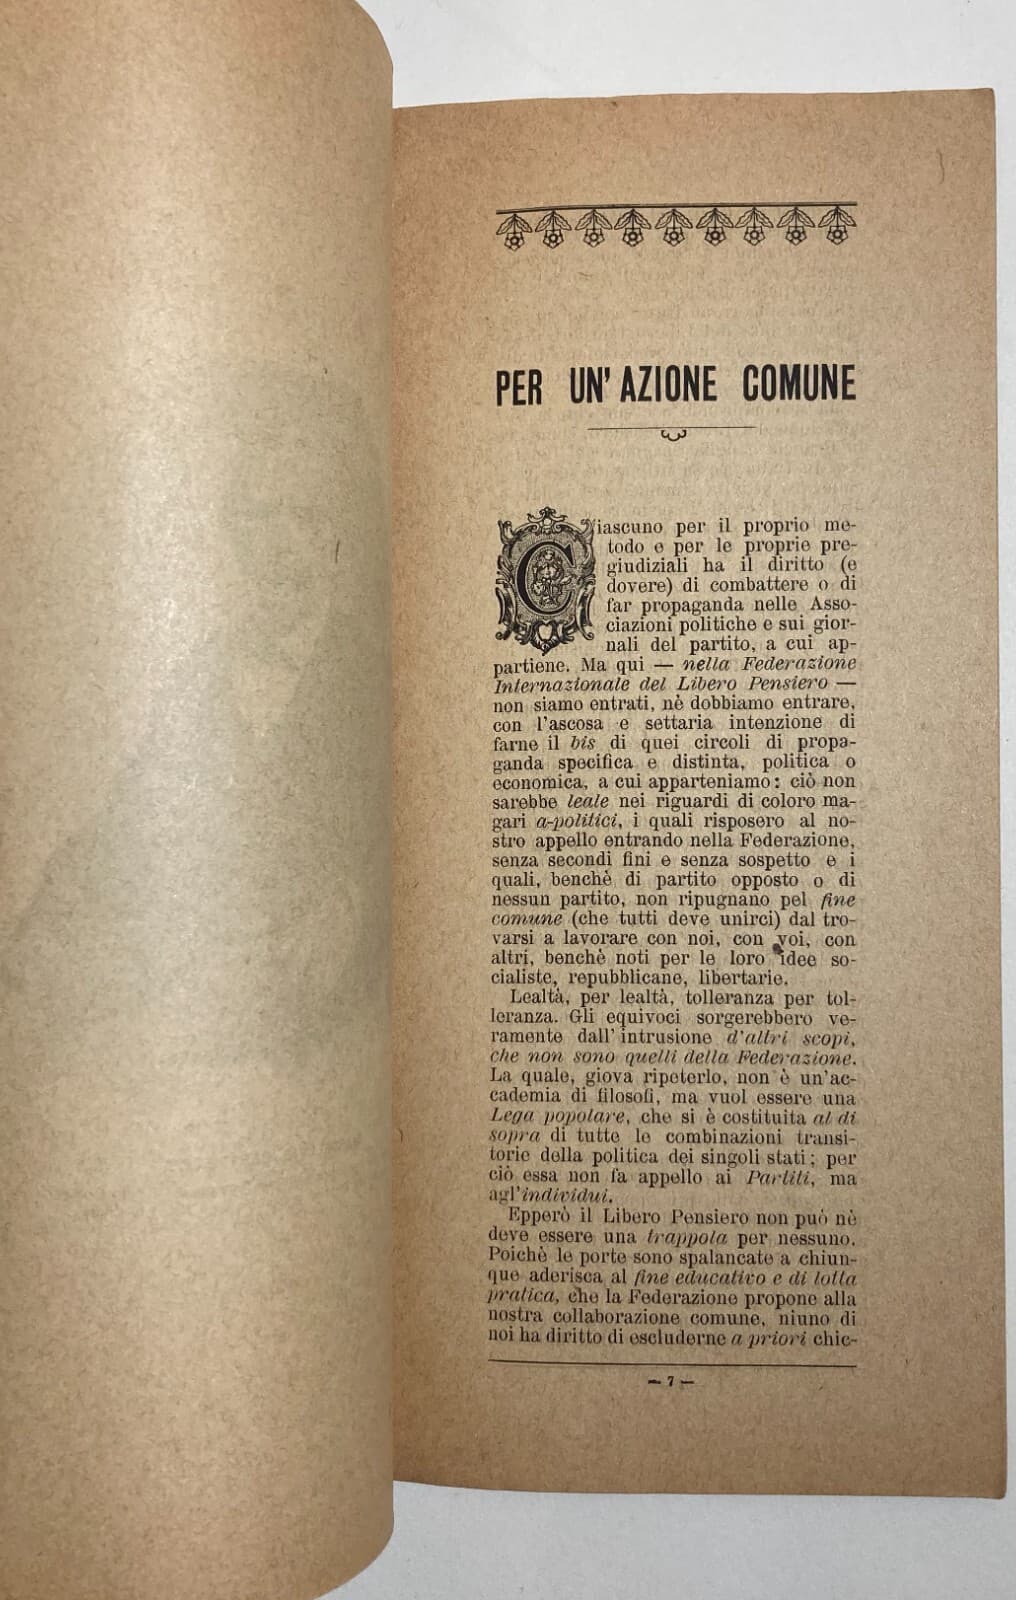 PER UN' AZIONE COMUNE
Ciascuno per il proprio me-
todo e per le proprie pre-
giudiziali ha il diritto (e
dovere) di combattere o di
far propaganda nelle Asso-
ciazioni politiche e sui gior-
nali del partito, a cui ap-
partiene. Ma qui — nella Federazione
Internazionale del Libero Pensiero —
non siamo entrati, nè dobbiamo entrare,
con l'ascosa e settaria intenzione di
farne il bis di quei circoli di propa-
ganda specifica e distinta, politica o
economica, a cui apparteniamo: ciò non
sarebbe leale nei riguardi di coloro ma-
gari a-politici, i quali risposero al no-
stro appello entrando nella Federazione,
senza secondi fini e senza sospetto e i
quali, benchè di partito opposto o di
nessun partito, non ripugnano pel fine
comune (che tutti deve unirci) dal tro-
varsi a lavorare con noi, con voi, con
altri, benchè noti per le loro idee so-
cialiste, repubblicane, libertarie.
Lealtà, per lealtà, tolleranza per tol-
leranza. Gli equivoci sorgerebbero ve-
ramente dall'intrusione d'altri scopi,
che non sono quelli della Federazione.
La quale, giova ripeterlo, non è un'ac-
cademia di filosofi, ma vuol essere una
Lega popolare, che si è costituita al di
sopra di tutte le combinazioni transi-
torie della politica dei singoli stati; per
ciò essa non fa appello ai Partiti, ma
agl'individui.
Epperò il Libero Pensiero non può nè
deve essere una trappola per nessuno.
Poichè le porte sono spalancate a chiun-
que aderisca al fine educativo e di lotta
pratica, che la Federazione propone alla
nostra collaborazione comune, niuno di
noi ha diritto di escluderne a priori chic-
— 7 —